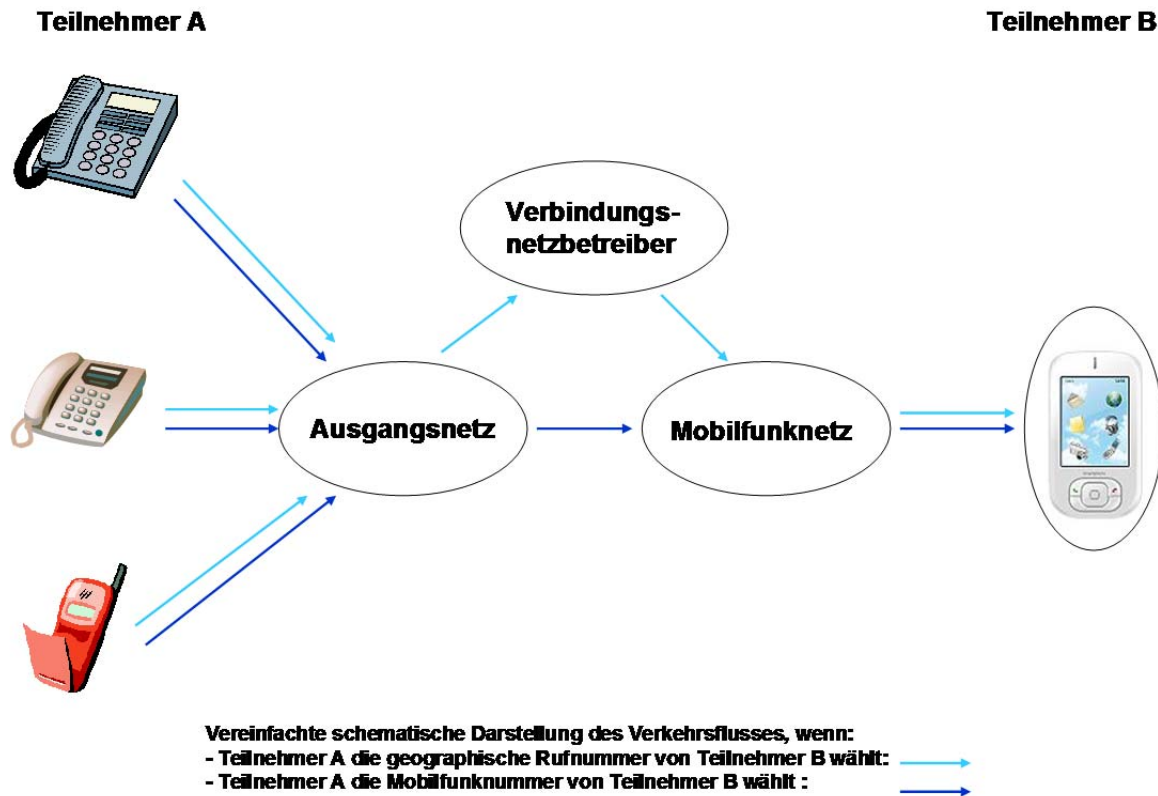 Teilnehmer A
Teilnehmer B
Verbindungs-
netzbetreiber
Ausgangsnetz
Mobilfunknetz
Vereinfachte schematische Darstellung des Verkehrsflusses, wenn:
- Teilnehmer A die geographische Rufnummer von Teilnehmer B wählt:
- Teilnehmer A die Mobilfunknummer von Teilnehmer B wählt :